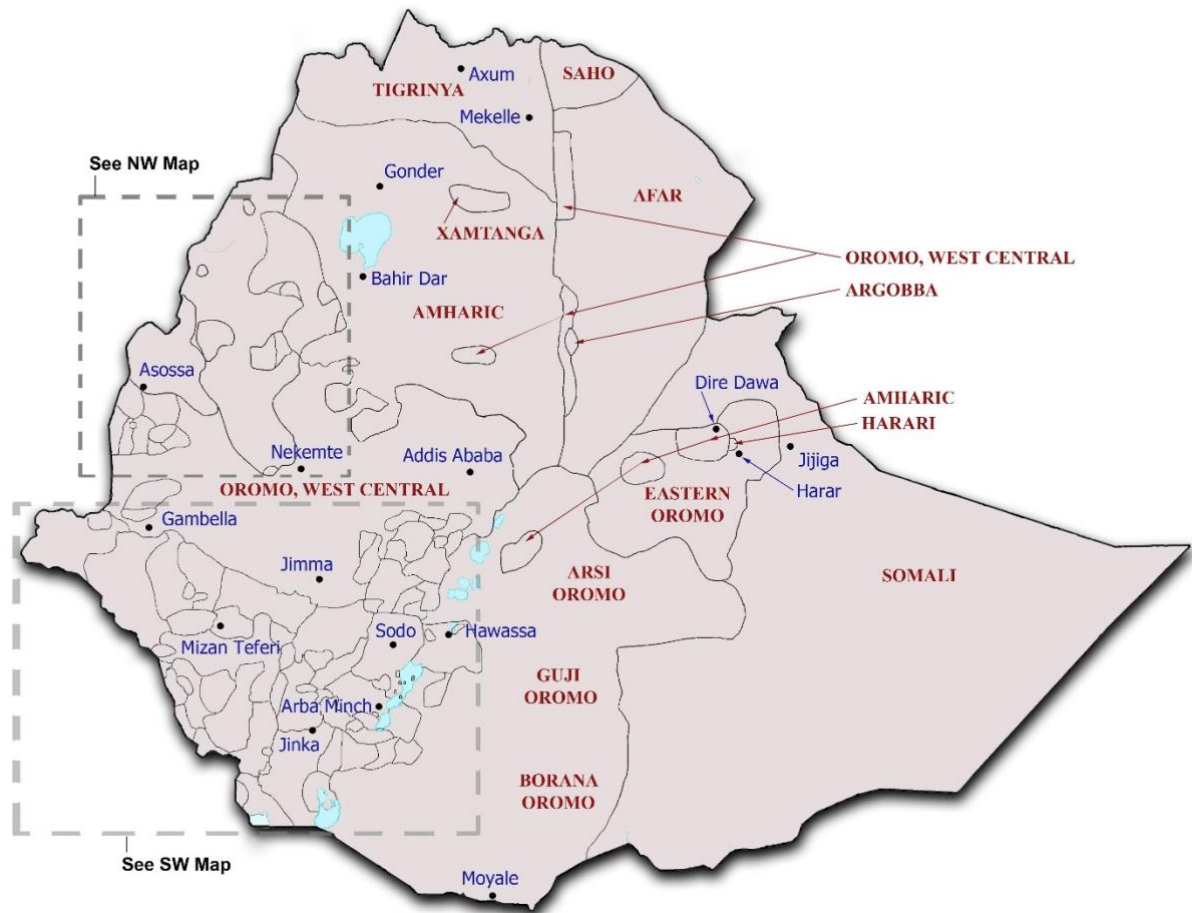 Axum
TIGRINYA
SAHO
Mekelle
See NW Map
Gonder
AFAR
XAMTANGA
OROMO, WEST CENTRAL
Bahir Dar
ARGOBBA
AMHARIC
Asossa
Dire Dawa
AMHARIC
HARARI
Nekemte
Addis Ababa
Jijiga
OROMO, WEST CENTRAL
Harar
EASTERN
OROMO
Gambella
Jimma
ARSI
OROMO
SOMALI
Mizan Teferi
Sodo
Hawassa
GUJI
OROMO
Arba Minch
Jinka
BORANA
OROMO
See SW Map
Moyale